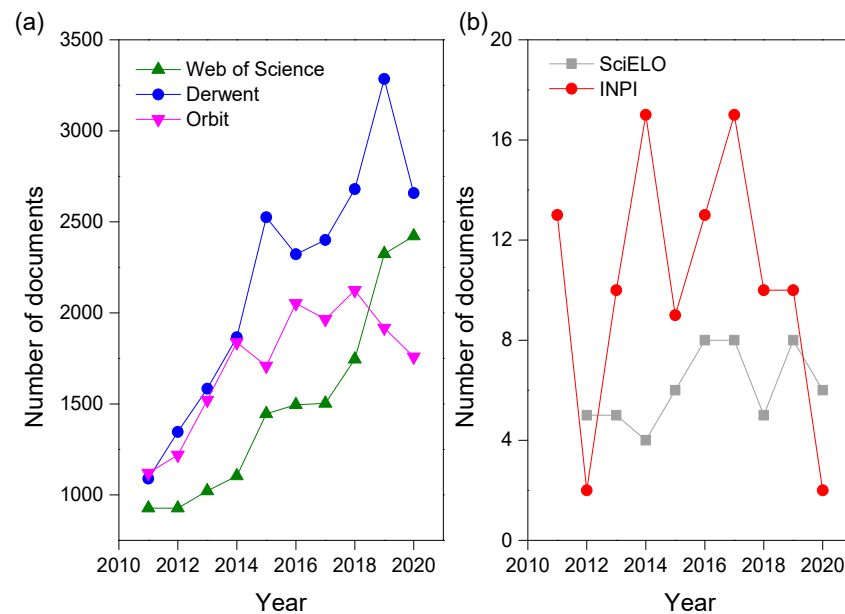 (a)
3500
3000
2500
2000
1500
1000
Number of documents
Web of Science
Derwent
Orbit
2010 2012 2014 2016 2018 2020
Year
(b)
20
16
12
8
4
0
Number of documents
SciELO
INPI
2010 2012 2014 2016 2018 2020
Year